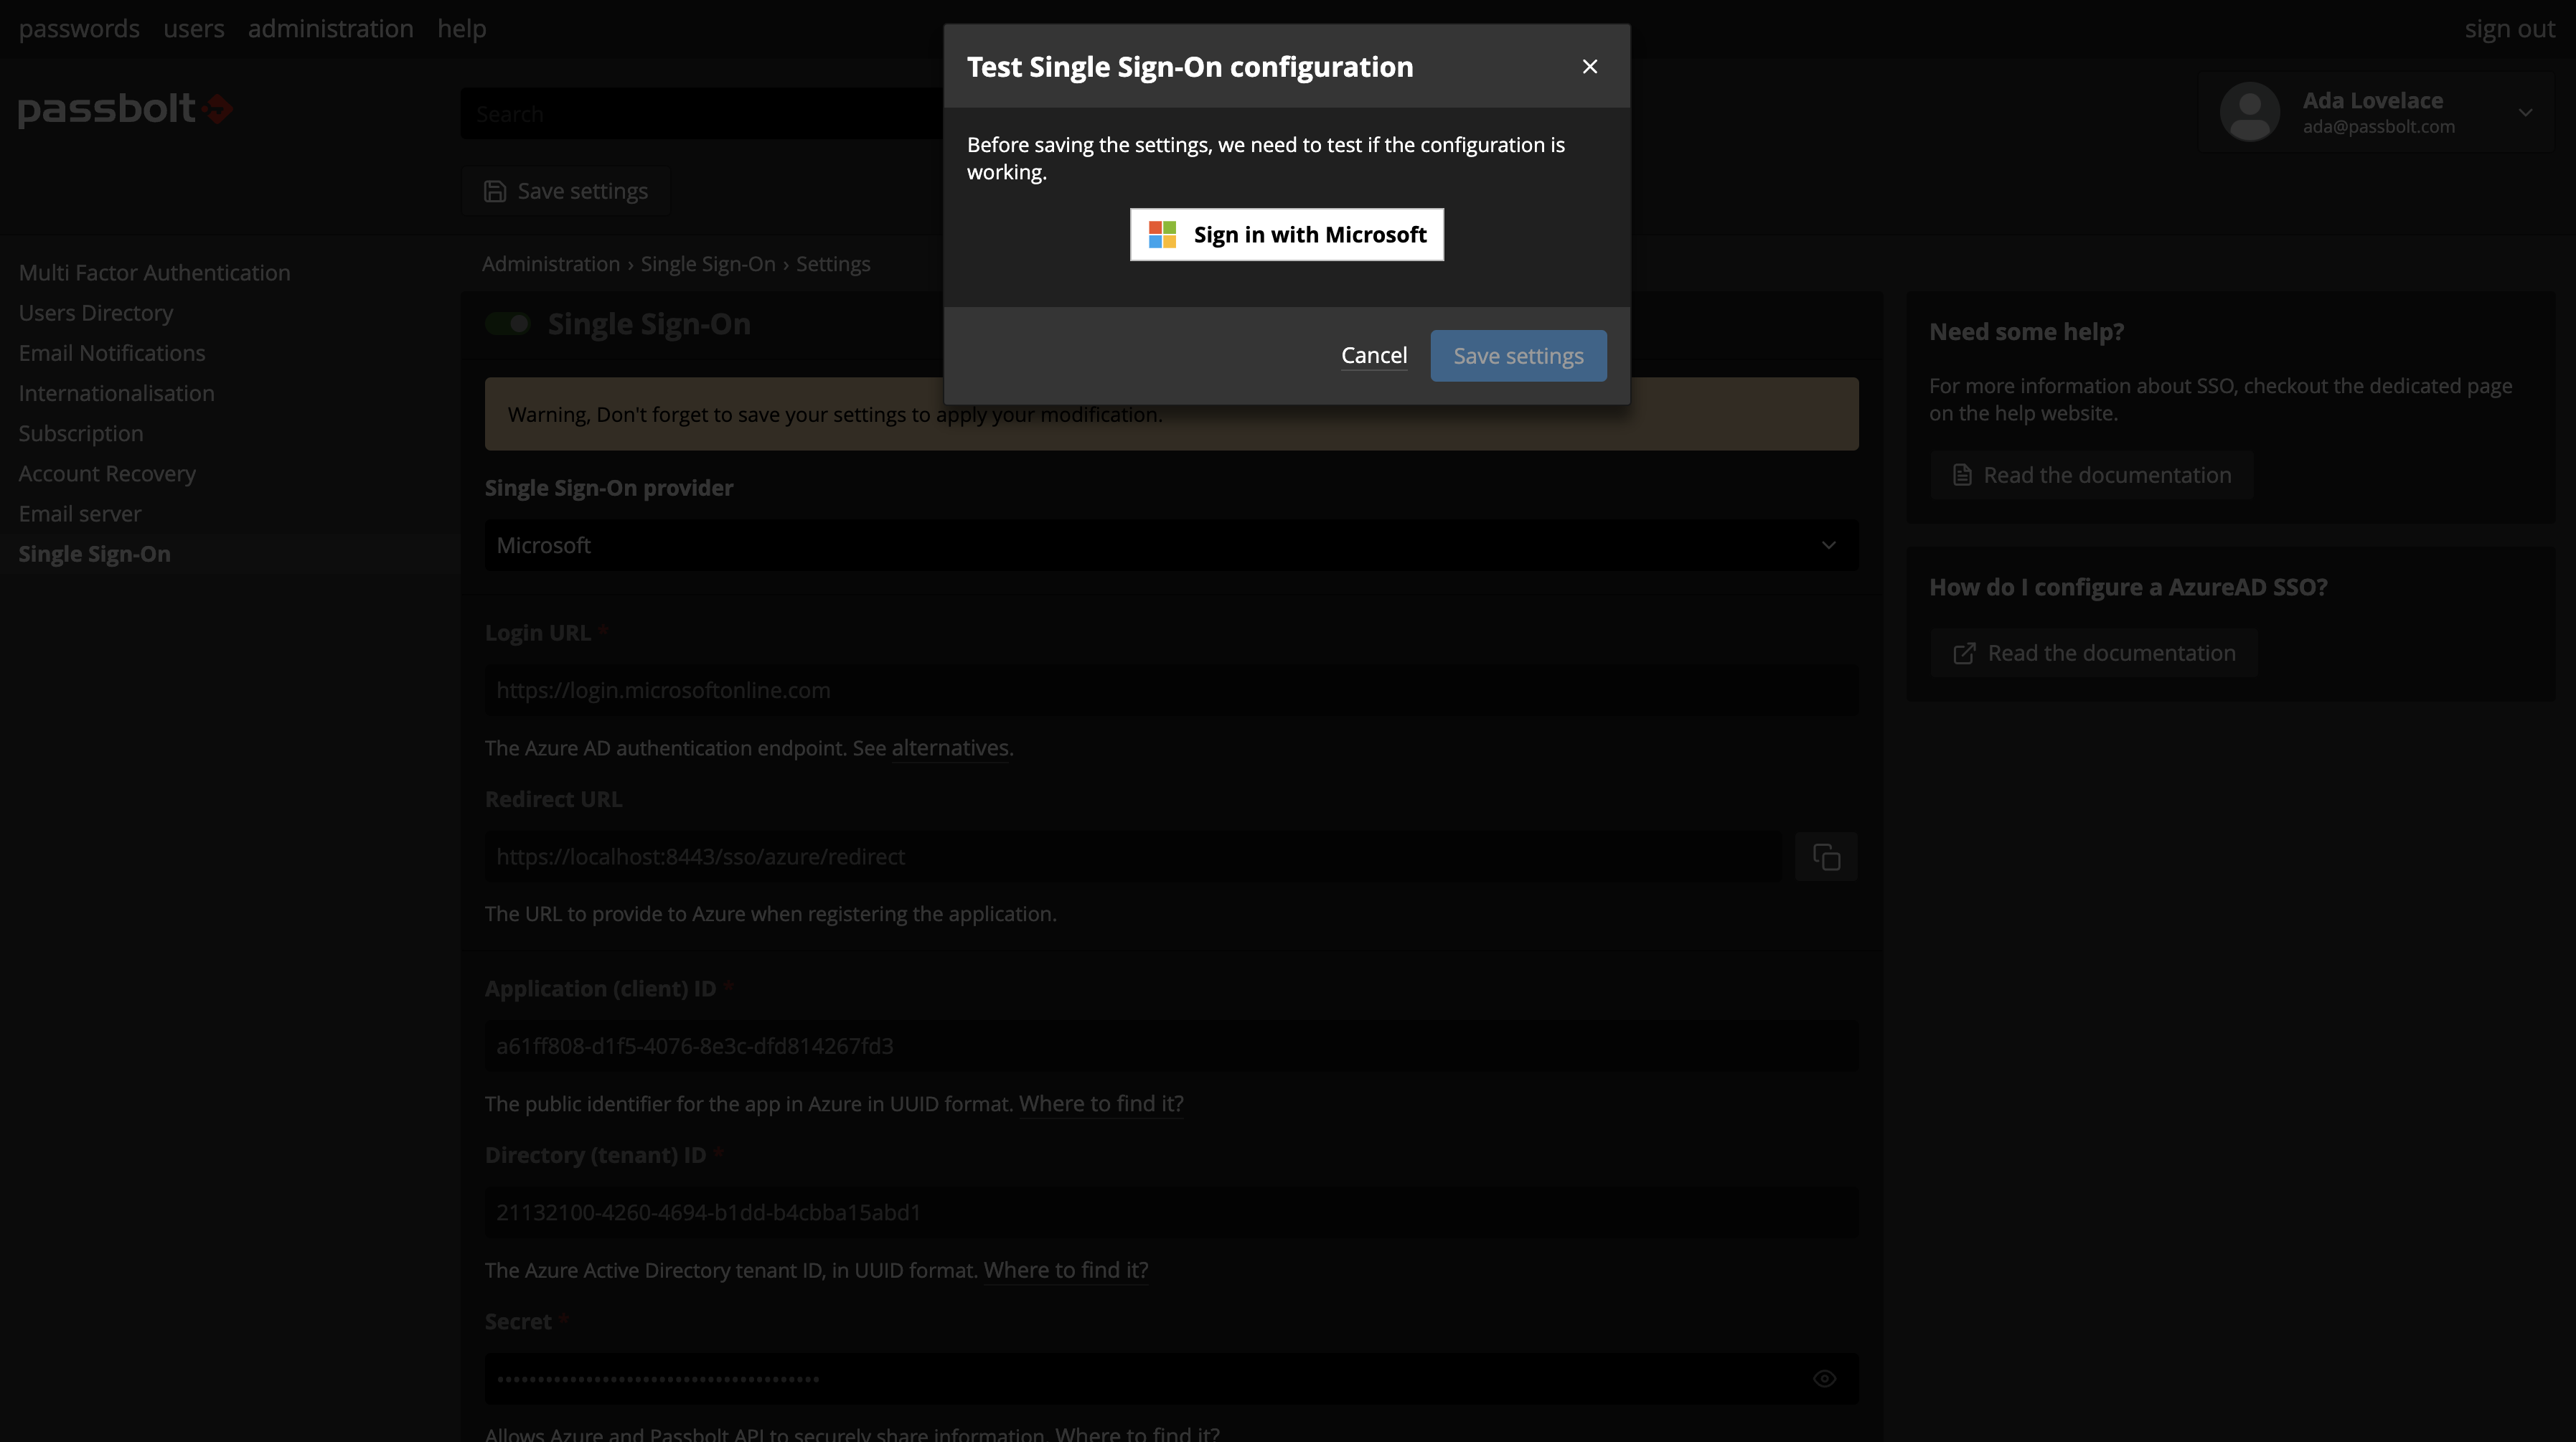 passwords users administration help sign out
passbolt
Search
Ada Lovelace
ada@passbolt.com
Save settings
Test Single Sign-On configuration
Before saving the settings, we need to test if the configuration is
working.
Sign in with Microsoft
Cancel
Save settings
Multi Factor Authentication
Users Directory
Email Notifications
Internationalisation
Subscription
Account Recovery
Email server
Single Sign-On
Administration › Single Sign-On › Settings
Single Sign-On
Warning, Don't forget to save your settings to apply your modification.
Single Sign-On provider
Microsoft
Login URL *
https://login.microsoftonline.com
The Azure AD authentication endpoint. See alternatives.
Redirect URL
https://localhost:8443/sso/azure/redirect
The URL to provide to Azure when registering the application.
Application (client) ID *
a61ff808-d1f5-4076-8e3c-dfd814267fd3
The public identifier for the app in Azure in UUID format. Where to find it?
Directory (tenant) ID *
21132100-4260-4694-b1dd-b4cbba15abd1
The Azure Active Directory tenant ID, in UUID format. Where to find it?
Secret *
Allows Azure and Passbolt API to securely share information. Where to find it?
Need some help?
For more information about SSO, checkout the dedicated page
on the help website.
Read the documentation
How do I configure a AzureAD SSO?
Read the documentation